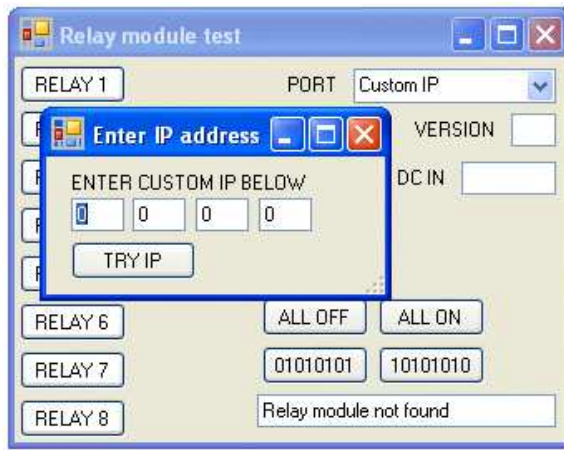 Relay module test
RELAY 1
PORT
Custom IP
Enter IP address
VERSION
ENTER CUSTOM IP BELOW
DC IN
0 0 0 0
TRY IP
RELAY 6
ALL OFF
ALL ON
RELAY 7
01010101
10101010
RELAY 8
Relay module not found